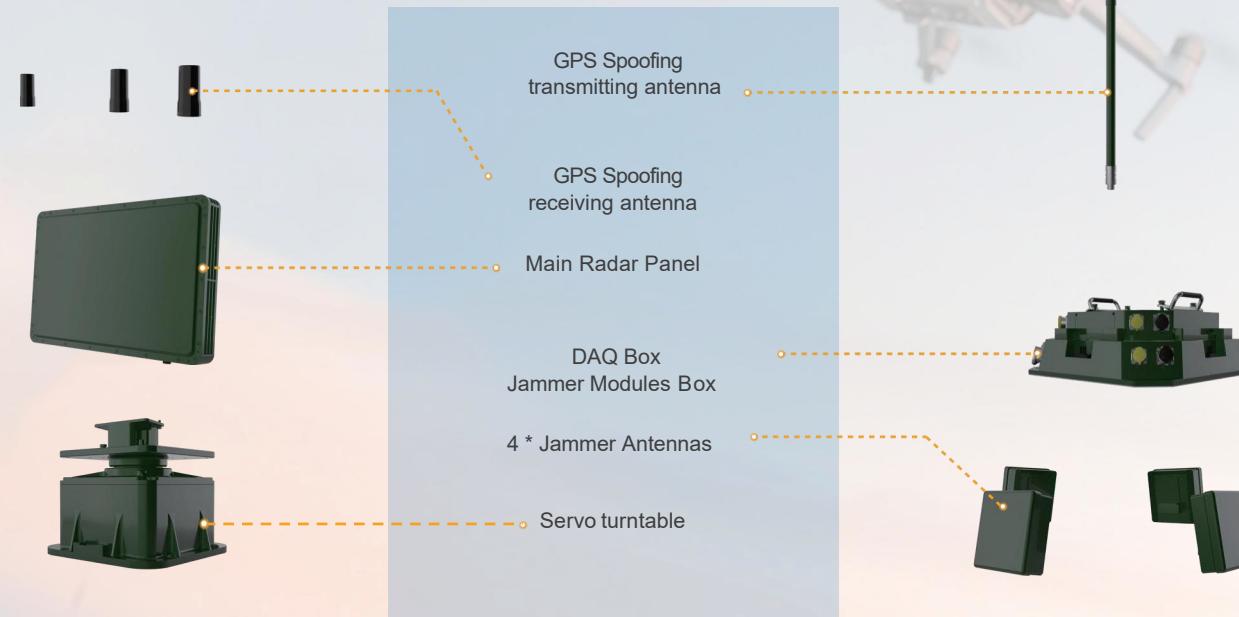 GPS Spoofing
transmitting antenna
GPS Spoofing
receiving antenna
Main Radar Panel
DAQ Box
Jammer Modules Box
4 * Jammer Antennas
Servo turntable